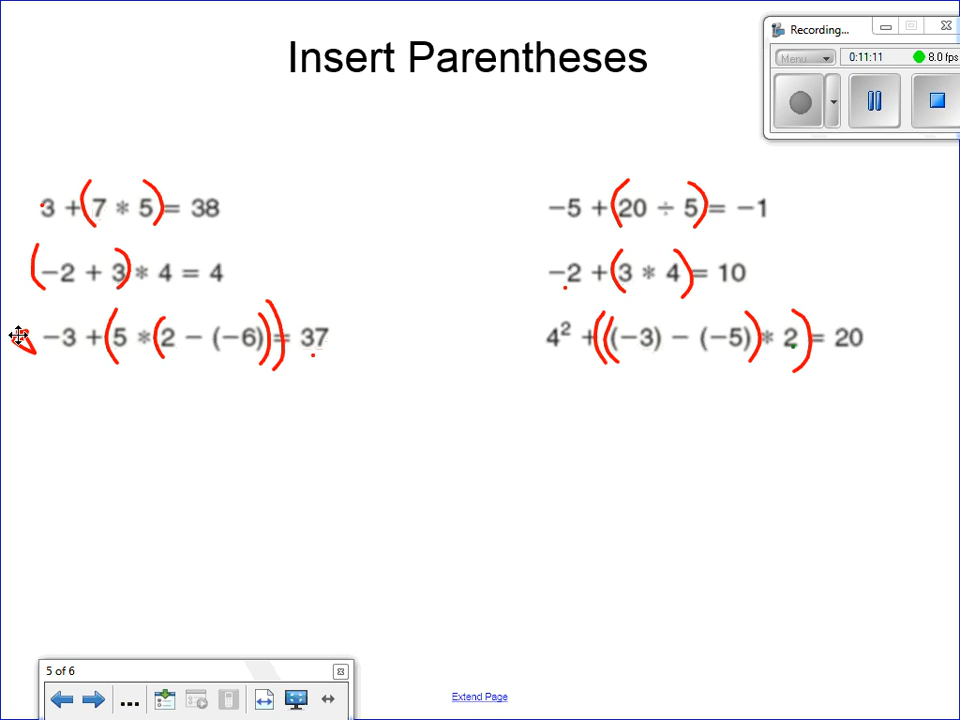 Insert Parentheses
Recording...
Menu
0:11:11
8.0 fps
3 + (7 * 5) = 38
-5 + (20 ÷ 5) = -1
(-2 + 3) * 4 = 4
-2 + (3 * 4) = 10
-3 + (5 * (2 - (-6))) = 37
4² + (((-3) - (-5)) * 2) = 20
5 of 6
...
Extend Page